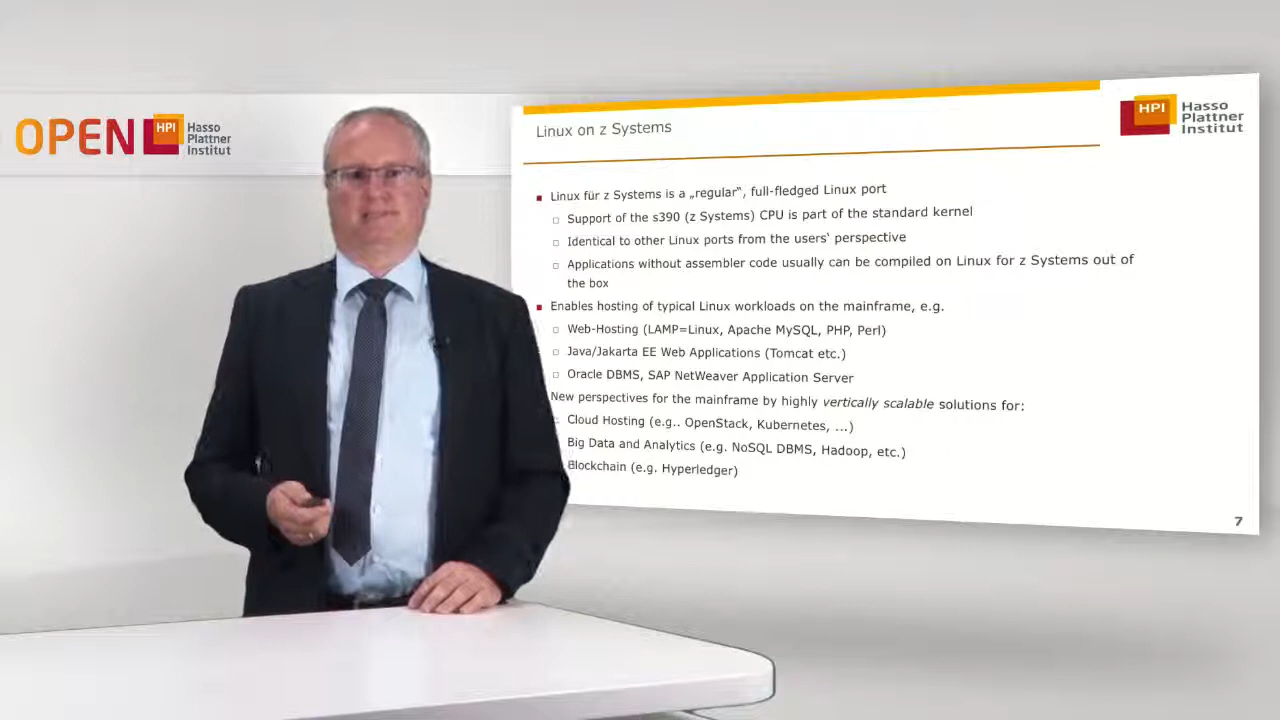 OPEN HPI Hasso
Plattner
Institut
Linux on z Systems
HPI Hasso
Plattner
Institut
Linux für z Systems is a „regular“, full-fledged Linux port
Support of the s390 (z Systems) CPU is part of the standard kernel
Identical to other Linux ports from the users‘ perspective
Applications without assembler code usually can be compiled on Linux for z Systems out of
the box
Enables hosting of typical Linux workloads on the mainframe, e.g.
Web-Hosting (LAMP=Linux, Apache MySQL, PHP, Perl)
Java/Jakarta EE Web Applications (Tomcat etc.)
Oracle DBMS, SAP NetWeaver Application Server
New perspectives for the mainframe by highly vertically scalable solutions for:
Cloud Hosting (e.g.. OpenStack, Kubernetes, ...)
Big Data and Analytics (e.g. NoSQL DBMS, Hadoop, etc.)
Blockchain (e.g. Hyperledger)
7